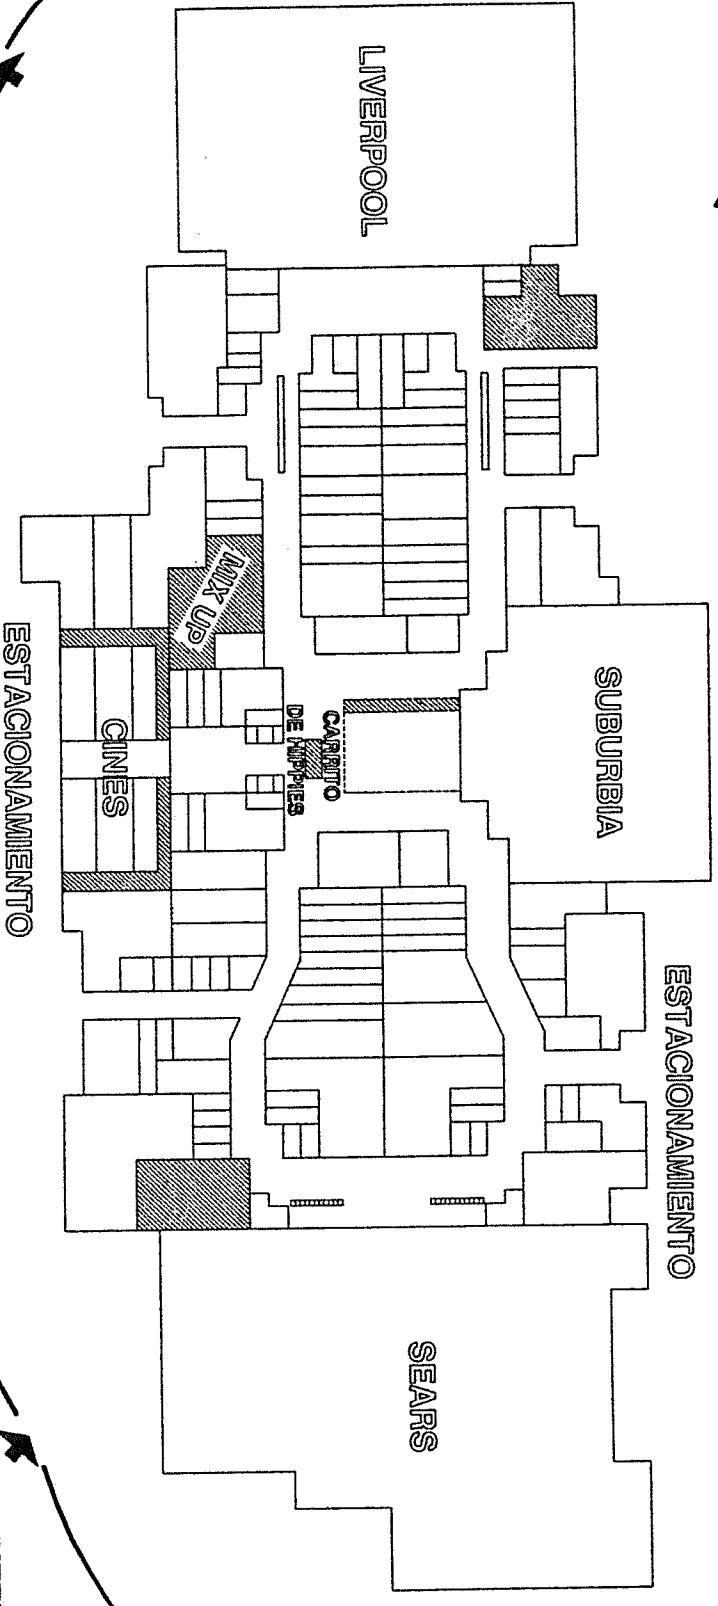 LIVERPOOL
MIX UP
SUBURBIA
CARRITO
DE HIPPIES
CINES
ESTACIONAMIENTO
ESTACIONAMIENTO
SEARS